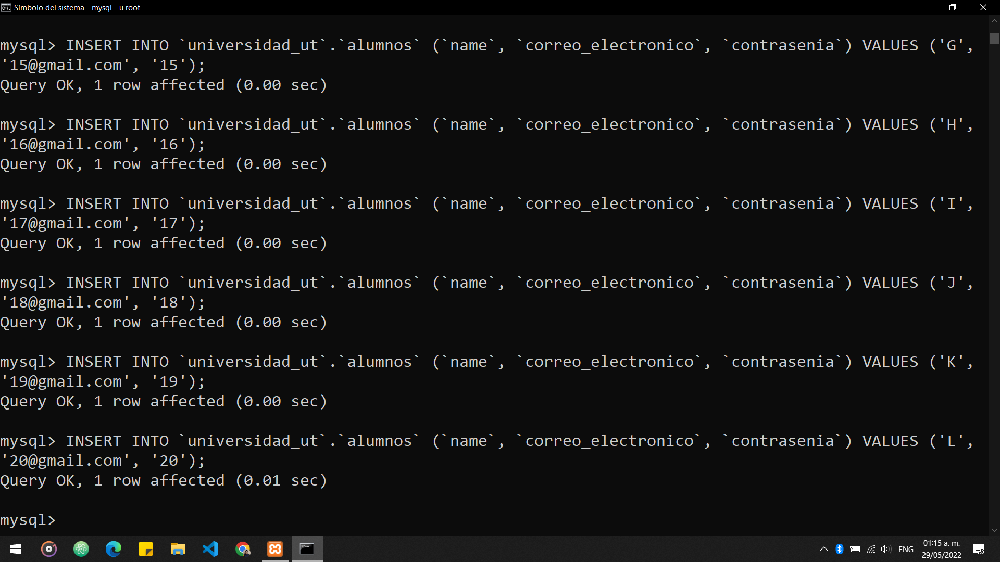 Símbolo del sistema - mysql -u root
mysql> INSERT INTO `universidad_ut`.`alumnos` (`name`, `correo_electronico`, `contrasenia`) VALUES ('G',
'15@gmail.com', '15');
Query OK, 1 row affected (0.00 sec)
mysql> INSERT INTO `universidad_ut`.`alumnos` (`name`, `correo_electronico`, `contrasenia`) VALUES ('H',
'16@gmail.com', '16');
Query OK, 1 row affected (0.00 sec)
mysql> INSERT INTO `universidad_ut`.`alumnos` (`name`, `correo_electronico`, `contrasenia`) VALUES ('I',
'17@gmail.com', '17');
Query OK, 1 row affected (0.00 sec)
mysql> INSERT INTO `universidad_ut`.`alumnos` (`name`, `correo_electronico`, `contrasenia`) VALUES ('J',
'18@gmail.com', '18');
Query OK, 1 row affected (0.00 sec)
mysql> INSERT INTO `universidad_ut`.`alumnos` (`name`, `correo_electronico`, `contrasenia`) VALUES ('K',
'19@gmail.com', '19');
Query OK, 1 row affected (0.00 sec)
mysql> INSERT INTO `universidad_ut`.`alumnos` (`name`, `correo_electronico`, `contrasenia`) VALUES ('L',
'20@gmail.com', '20');
Query OK, 1 row affected (0.01 sec)
mysql>
ENG
01:15 a. m.
29/05/2022